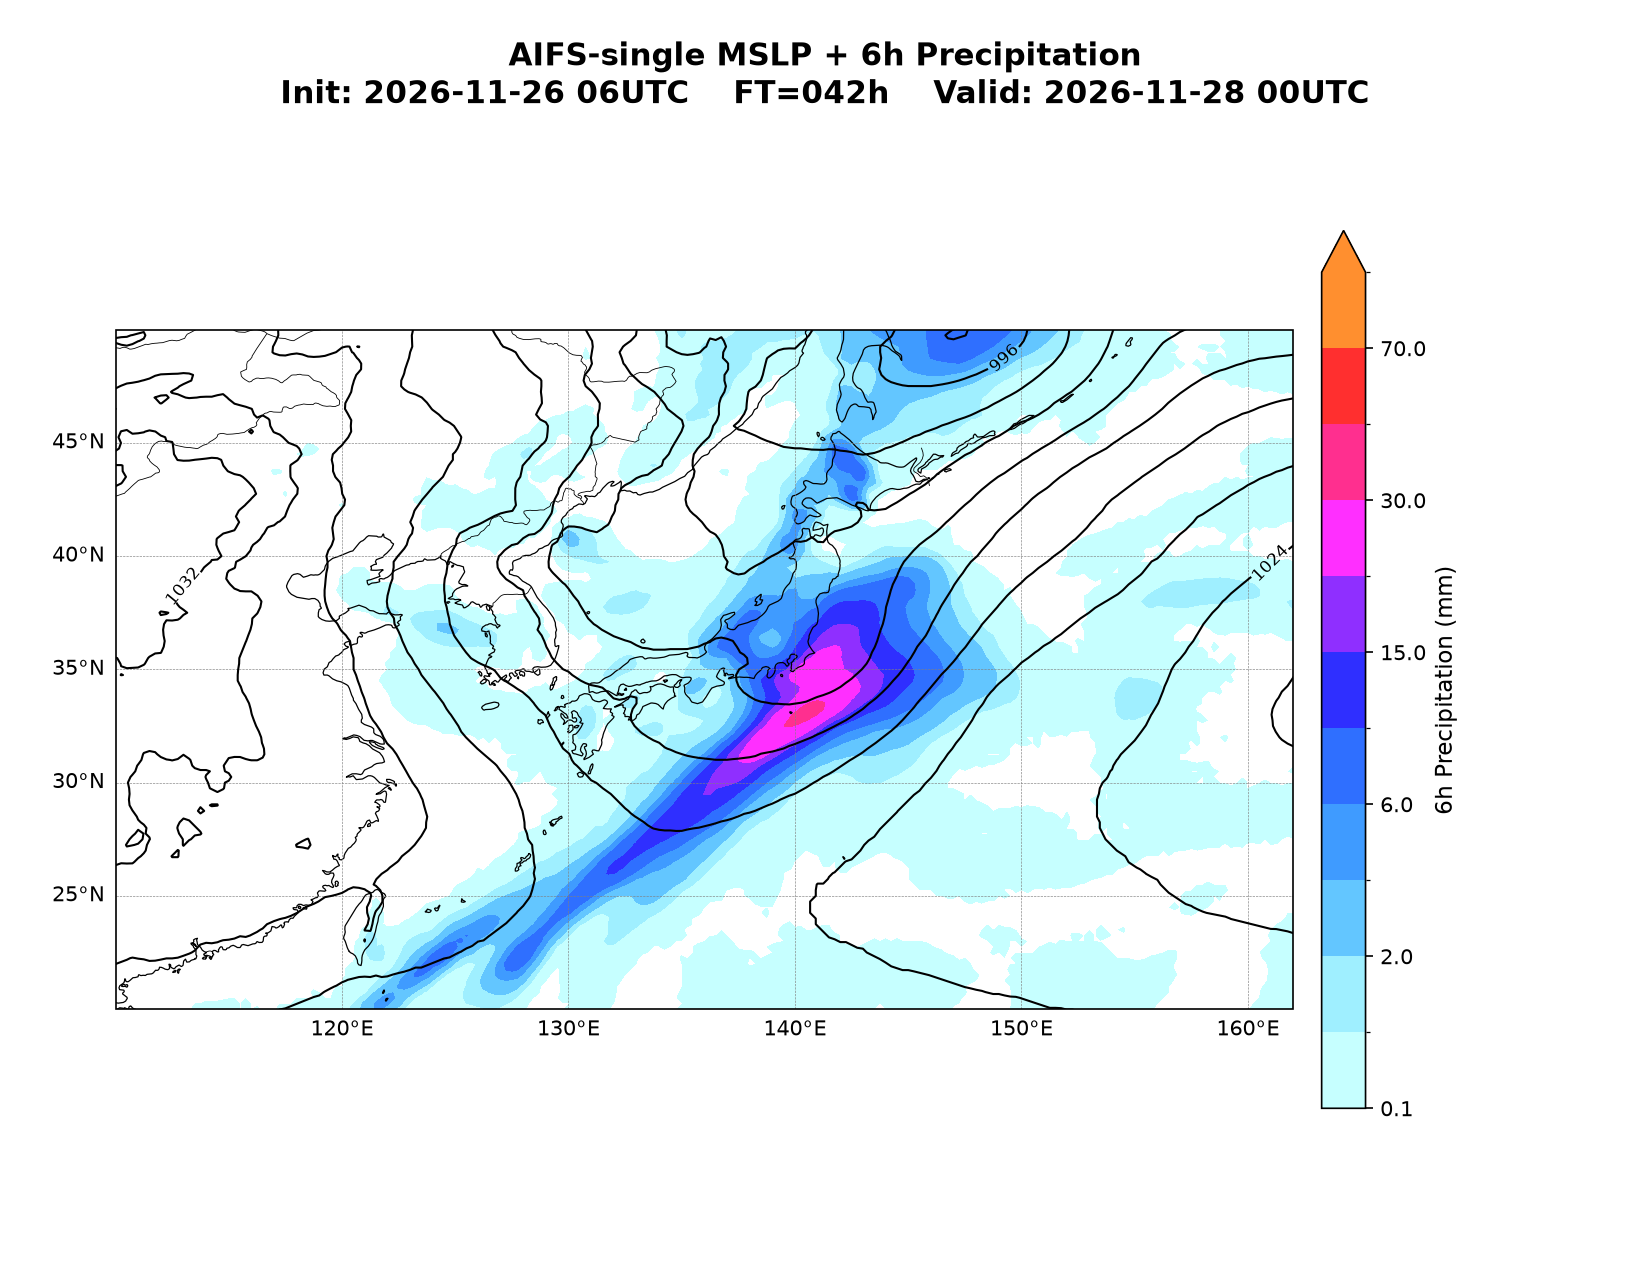 AIFS-single MSLP + 6h Precipitation
Init: 2026-11-26 06UTC    FT=042h    Valid: 2026-11-28 00UTC
996
1024
1032
45°N
40°N
35°N
30°N
25°N
120°E
130°E
140°E
150°E
160°E
70.0
30.0
15.0
6.0
2.0
0.1
6h Precipitation (mm)